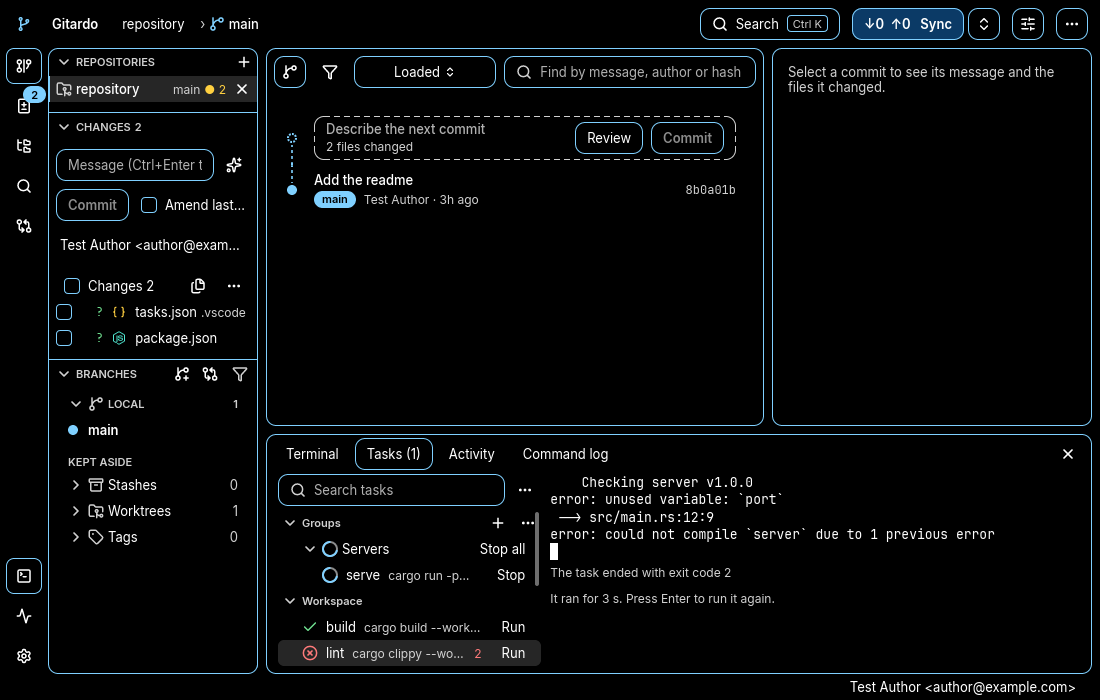 Gitardo
repository
› main
Search
Ctrl K
↓0 ↑0 Sync
REPOSITORIES
repository
main
2
2
CHANGES 2
Message (Ctrl+Enter t
Commit
Amend last...
Test Author <author@exam...
Changes 2
? {} tasks.json .vscode
? package.json
BRANCHES
LOCAL
1
main
KEPT ASIDE
Stashes
0
Worktrees
1
Tags
0
Loaded
Find by message, author or hash
Describe the next commit
2 files changed
Review
Commit
Add the readme
main
Test Author · 3h ago
8b0a01b
Select a commit to see its message and the
files it changed.
Terminal
Tasks (1)
Activity
Command log
Search tasks
Groups
Servers
Stop all
serve cargo run -p...
Stop
Workspace
build cargo build --work...
Run
lint cargo clippy --wo...
2
Run
Checking server v1.0.0
error: unused variable: `port`
--> src/main.rs:12:9
error: could not compile `server` due to 1 previous error
The task ended with exit code 2
It ran for 3 s. Press Enter to run it again.
Test Author <author@example.com>